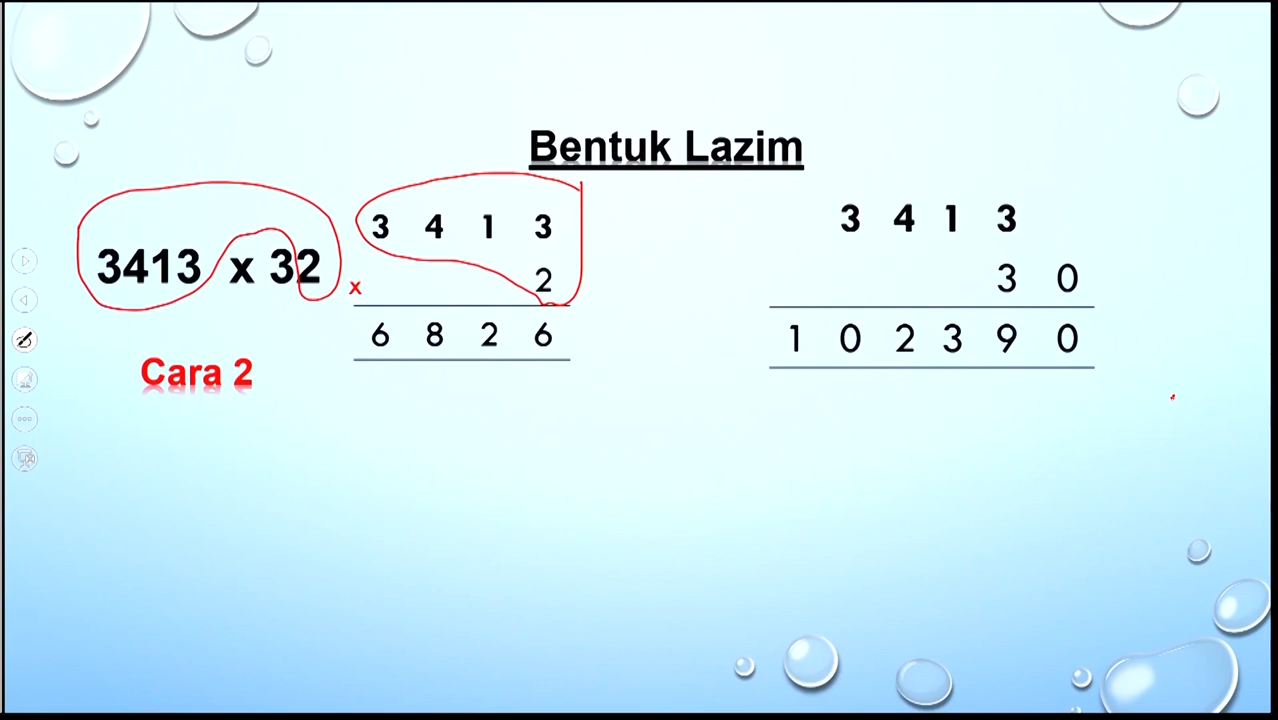 Bentuk Lazim
3413 x 32
Cara 2
3 4 1 3
x 2
6 8 2 6
3 4 1 3
3 0
1 0 2 3 9 0